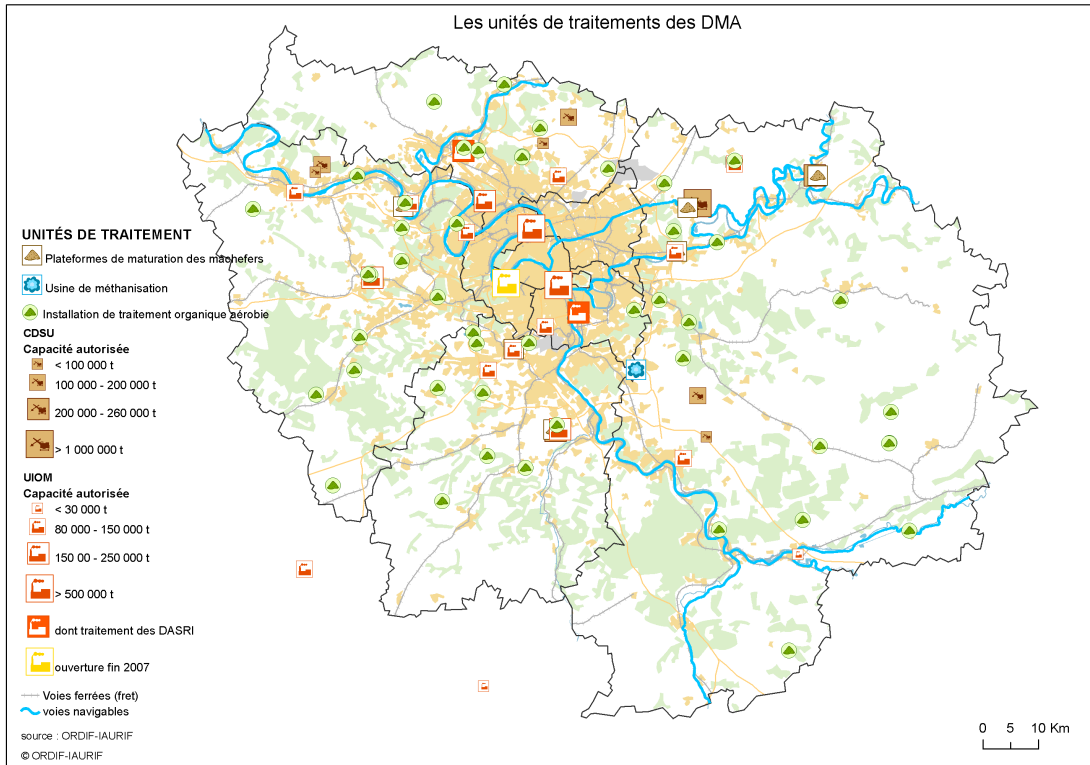 Les unités de traitements des DMA
UNITÉS DE TRAITEMENT
Plateformes de maturation des mâchefers
Usine de méthanisation
Installation de traitement organique aérobie
CDSU
Capacité autorisée
< 100 000 t
100 000 - 200 000 t
200 000 - 260 000 t
> 1 000 000 t
UIOM
Capacité autorisée
< 30 000 t
80 000 - 150 000 t
150 00 - 250 000 t
> 500 000 t
dont traitement des DASRI
ouverture fin 2007
Voies ferrées (fret)
voies navigables
source : ORDIF-IAURIF
© ORDIF-IAURIF
0 5 10 Km